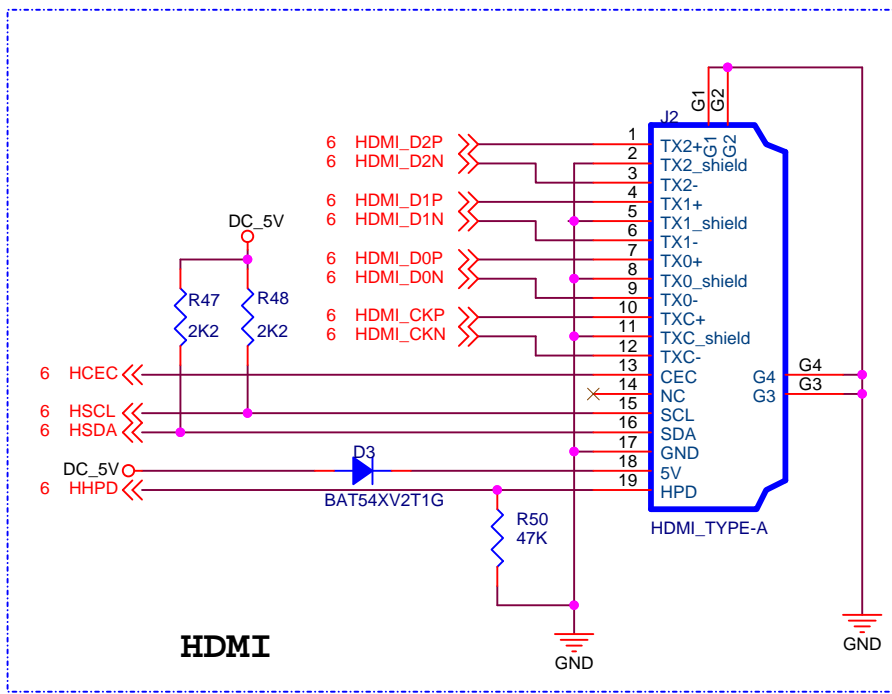 G1
G2
J2
6 HDMI_D2P 1 TX2+ G1 G2
6 HDMI_D2N 2 TX2_shield
3 TX2-
6 HDMI_D1P 4 TX1+
6 HDMI_D1N 5 TX1_shield
6 TX1-
DC_5V
6 HDMI_D0P 7 TX0+
6 HDMI_D0N 8 TX0_shield
9 TX0-
R47 2K2
R48 2K2
6 HDMI_CKP 10 TXC+
6 HDMI_CKN 11 TXC_shield
12 TXC-
6 HCEC 13 CEC G4 G4
14 NC G3 G3
6 HSCL 15 SCL
6 HSDA 16 SDA
17 GND
DC_5V D3 18 5V
BAT54XV2T1G
6 HHPD 19 HPD
R50
47K
HDMI_TYPE-A
HDMI
GND
GND